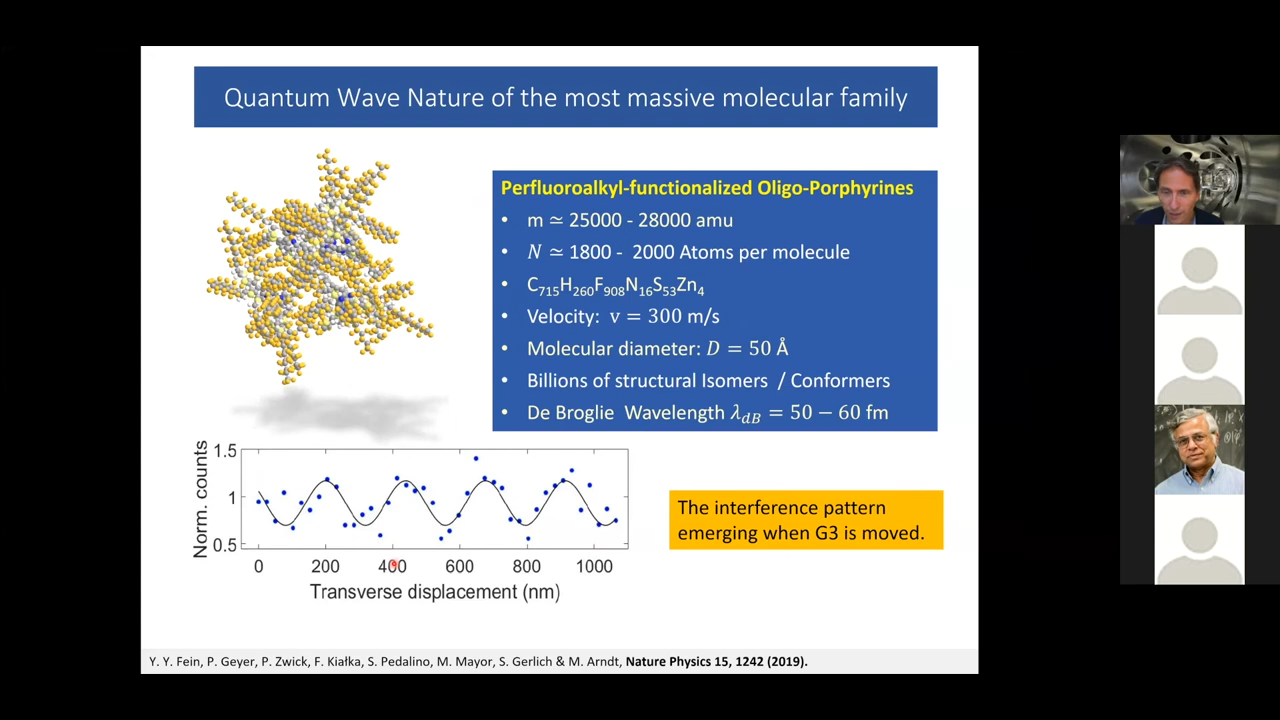 Quantum Wave Nature of the most massive molecular family
Perfluoroalkyl-functionalized Oligo-Porphyrines
• m ≃ 25000 - 28000 amu
• N ≃ 1800 - 2000 Atoms per molecule
• C₇₁₅H₂₆₀F₉₀₈N₁₆S₅₃Zn₄
• Velocity: v = 300 m/s
• Molecular diameter: D = 50 Å
• Billions of structural Isomers / Conformers
• De Broglie Wavelength λ_dB = 50 − 60 fm
Norm. counts
1.5
1
0.5
0 200 400 600 800 1000
Transverse displacement (nm)
The interference pattern
emerging when G3 is moved.
Y. Y. Fein, P. Geyer, P. Zwick, F. Kiałka, S. Pedalino, M. Mayor, S. Gerlich & M. Arndt, Nature Physics 15, 1242 (2019).